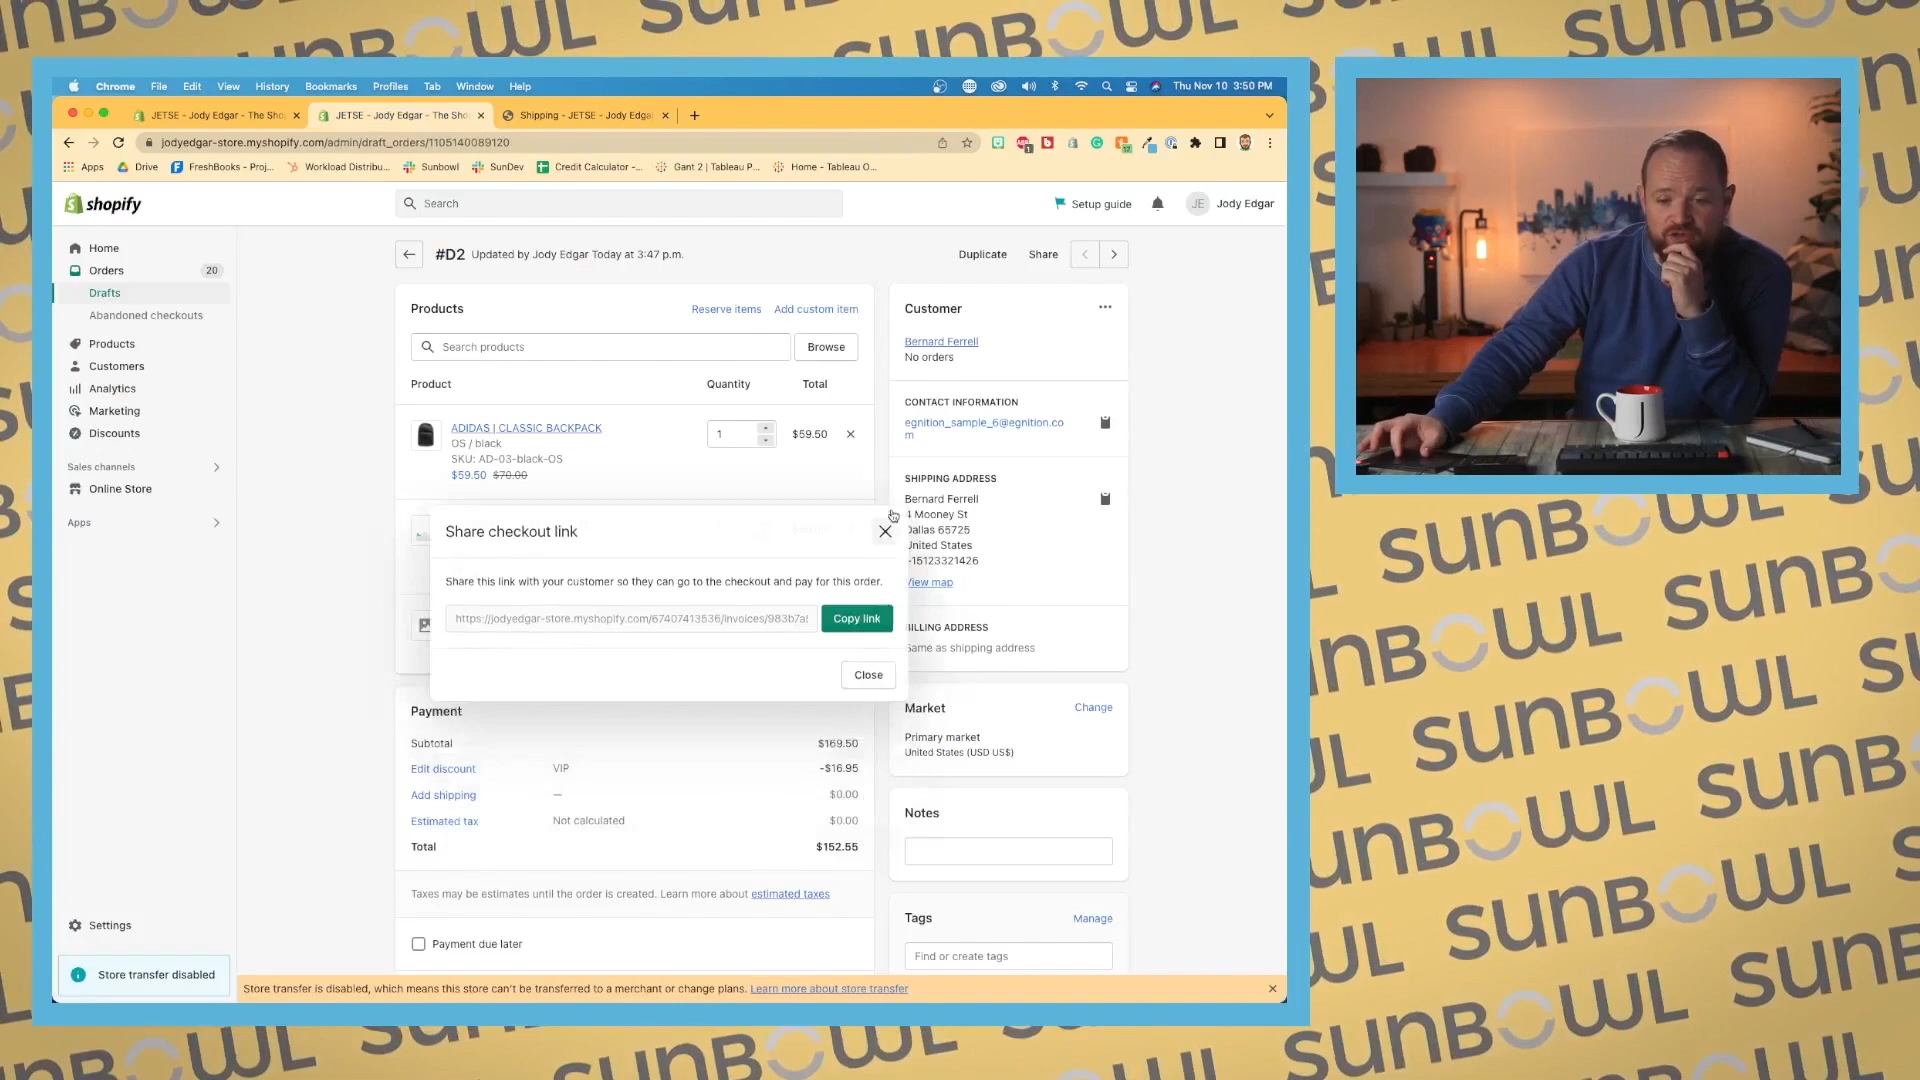 Chrome File Edit View History Bookmarks Profiles Tab Window Help Thu Nov 10 3:50 PM
JETSE - Jody Edgar - The Sho
JETSE - Jody Edgar - The Sho
Shipping - JETSE - Jody Edga
jodyedgar-store.myshopify.com/admin/draft_orders/1105140089120
Apps Drive FreshBooks - Proj... Workload Distribu... Sunbowl SunDev Credit Calculator -... Gant 2 | Tableau P... Home - Tableau O...
shopify
Search
Setup guide
JE Jody Edgar
Home
Orders 20
Drafts
Abandoned checkouts
Products
Customers
Analytics
Marketing
Discounts
Sales channels
Online Store
Apps
Settings
Store transfer disabled
#D2 Updated by Jody Edgar Today at 3:47 p.m.
Duplicate Share
Products Reserve items Add custom item
Search products Browse
Product Quantity Total
ADIDAS | CLASSIC BACKPACK 1 $59.50
OS / black
SKU: AD-03-black-OS
$59.50 $70.00
Share checkout link
Share this link with your customer so they can go to the checkout and pay for this order.
https://jodyedgar-store.myshopify.com/67407413536/invoices/983b7a Copy link
Close
Payment
Subtotal $169.50
Edit discount VIP -$16.95
Add shipping — $0.00
Estimated tax Not calculated $0.00
Total $152.55
Taxes may be estimates until the order is created. Learn more about estimated taxes
Payment due later
Customer
Bernard Ferrell
No orders
CONTACT INFORMATION
egnition_sample_6@egnition.co
m
SHIPPING ADDRESS
Bernard Ferrell
4 Mooney St
Dallas 65725
United States
-15123321426
View map
BILLING ADDRESS
Same as shipping address
Market Change
Primary market
United States (USD US$)
Notes
Tags Manage
Find or create tags
Store transfer is disabled, which means this store can't be transferred to a merchant or change plans. Learn more about store transfer
SUNBOWL
SUNBOWL
SUNBOWL
SUNBOWL
SUNBOWL